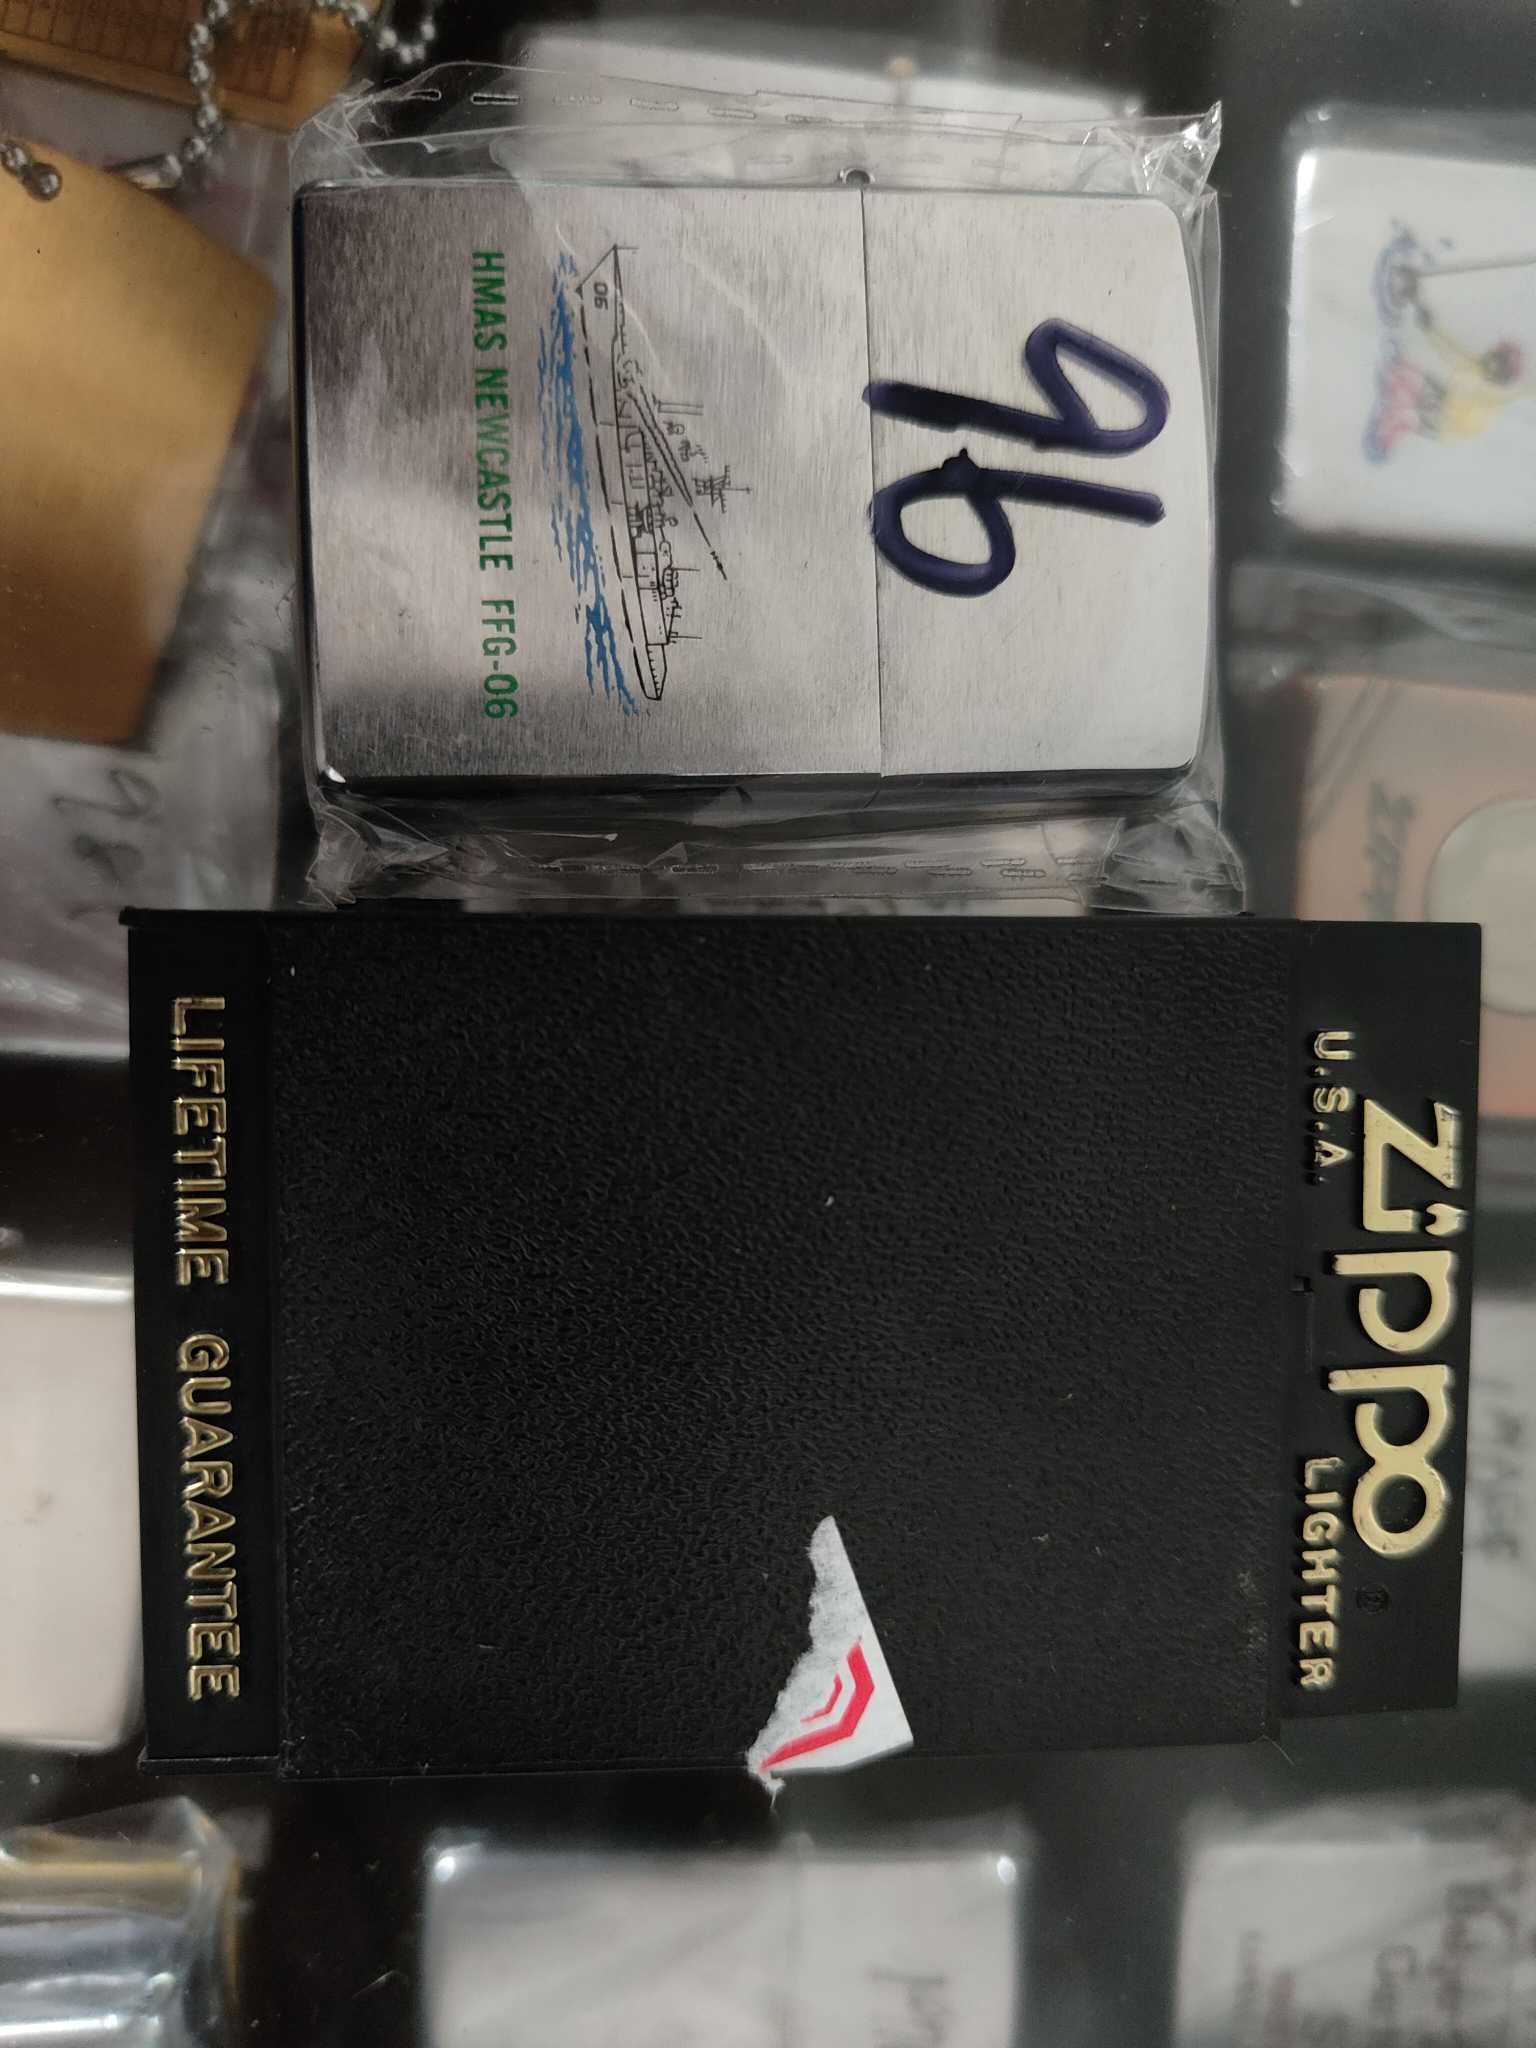 96
06
HMAS NEWCASTLE FFG-06
Zippo®
U.S.A. LIGHTER
LIFETIME GUARANTEE